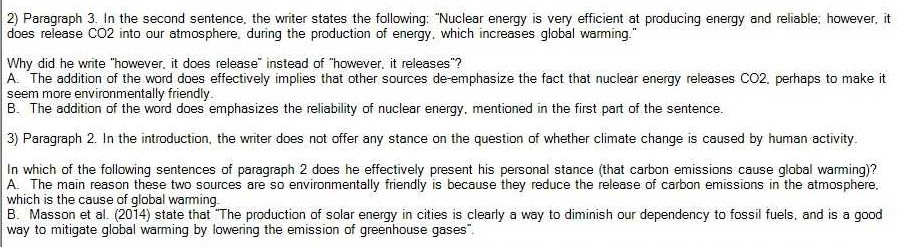 2) Paragraph 3. In the second sentence, the writer states the following: "Nuclear energy is very efficient at producing energy and reliable; however, it
does release CO2 into our atmosphere, during the production of energy, which increases global warming."
Why did he write "however, it does release" instead of "however, it releases"?
A. The addition of the word does effectively implies that other sources de-emphasize the fact that nuclear energy releases CO2, perhaps to make it
seem more environmentally friendly.
B. The addition of the word does emphasizes the reliability of nuclear energy, mentioned in the first part of the sentence.
3) Paragraph 2. In the introduction, the writer does not offer any stance on the question of whether climate change is caused by human activity.
In which of the following sentences of paragraph 2 does he effectively present his personal stance (that carbon emissions cause global warming)?
A. The main reason these two sources are so environmentally friendly is because they reduce the release of carbon emissions in the atmosphere,
which is the cause of global warming.
B. Masson et al. (2014) state that "The production of solar energy in cities is clearly a way to diminish our dependency to fossil fuels, and is a good
way to mitigate global warming by lowering the emission of greenhouse gases".